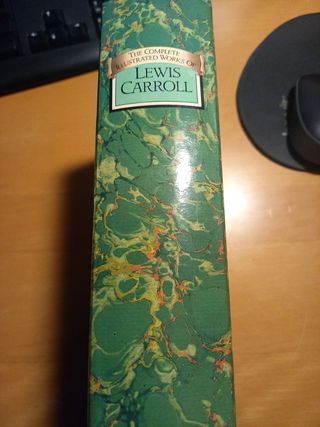 THE COMPLETE
ILLUSTRATED WORKS OF
LEWIS
CARROLL